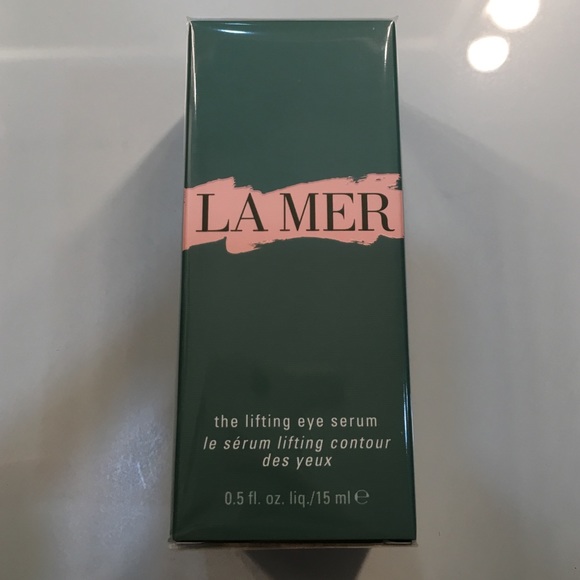 LA MER
the lifting eye serum
le sérum lifting contour
des yeux
0.5 fl. oz. liq./15 ml ℮